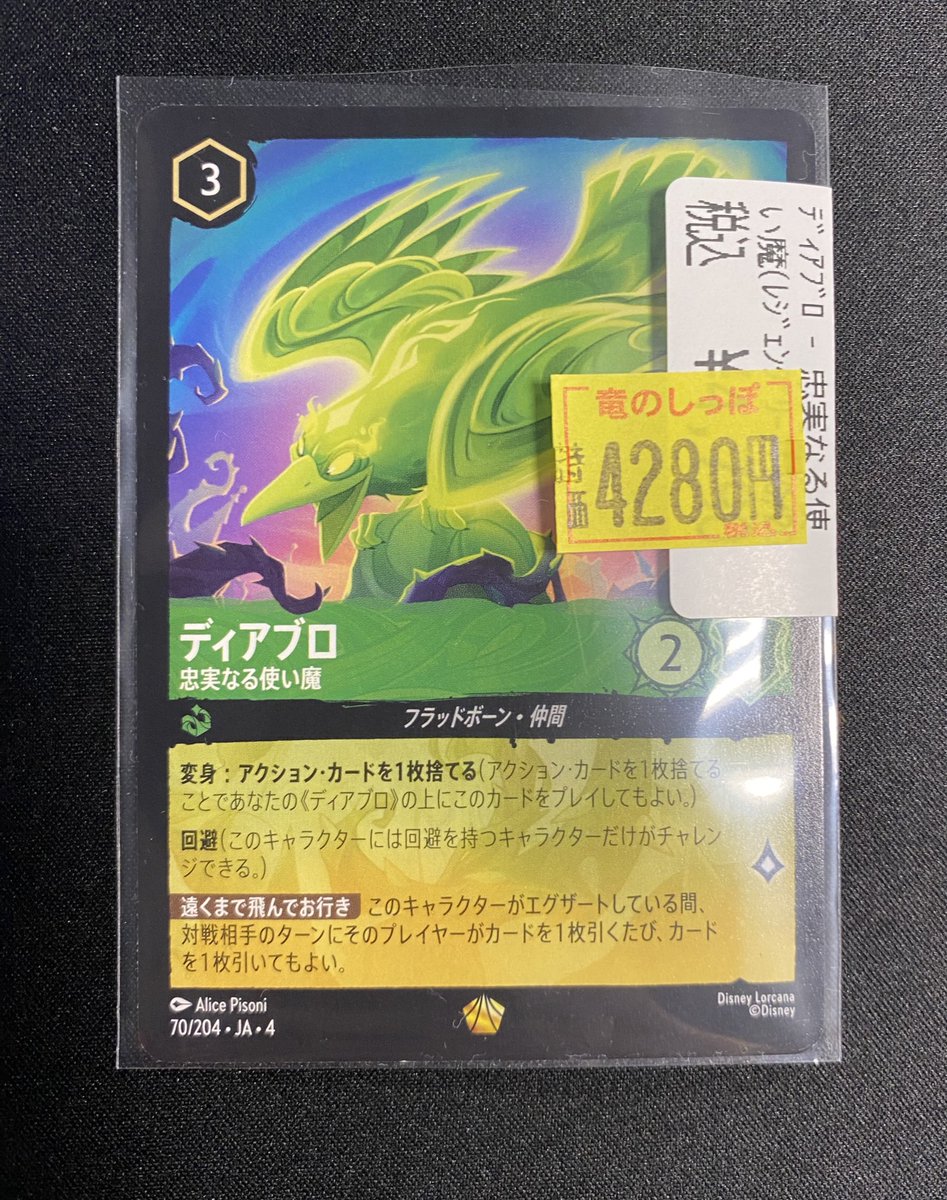 3
ディアブロ - 忠実なる使
い魔(レジェン
税込
¥
竜のしっぽ
特価
4280円
税込
ディアブロ
忠実なる使い魔
2
フラッドボーン・仲間
変身：アクション・カードを1枚捨てる(アクション・カードを1枚捨てる
ことであなたの《ディアブロ》の上にこのカードをプレイしてもよい。)
回避(このキャラクターには回避を持つキャラクターだけがチャレン
ジできる。)
遠くまで飛んでお行き このキャラクターがエグザートしている間、
対戦相手のターンにそのプレイヤーがカードを1枚引くたび、カード
を1枚引いてもよい。
Alice Pisoni
70/204・JA・4
Disney Lorcana
©Disney